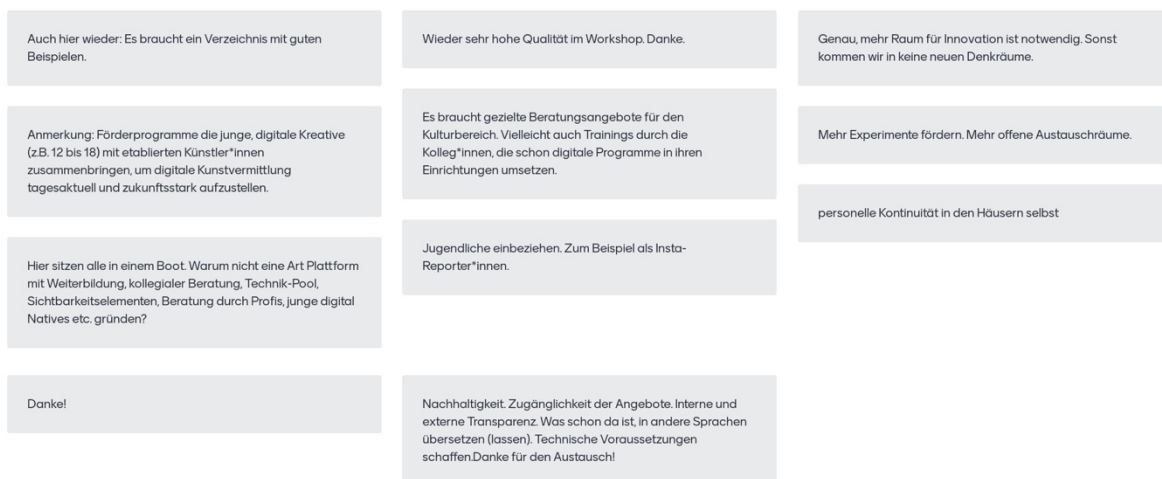 Auch hier wieder: Es braucht ein Verzeichnis mit guten
Beispielen.
Anmerkung: Förderprogramme die junge, digitale Kreative
(z.B. 12 bis 18) mit etablierten Künstler*innen
zusammenbringen, um digitale Kunstvermittlung
tagesaktuell und zukunftsstark aufzustellen.
Hier sitzen alle in einem Boot. Warum nicht eine Art Plattform
mit Weiterbildung, kollegialer Beratung, Technik-Pool,
Sichtbarkeitselementen, Beratung durch Profis, junge digital
Natives etc. gründen?
Danke!
Wieder sehr hohe Qualität im Workshop. Danke.
Es braucht gezielte Beratungsangebote für den
Kulturbereich. Vielleicht auch Trainings durch die
Kolleg*innen, die schon digitale Programme in ihren
Einrichtungen umsetzen.
Jugendliche einbeziehen. Zum Beispiel als Insta-
Reporter*innen.
Nachhaltigkeit. Zugänglichkeit der Angebote. Interne und
externe Transparenz. Was schon da ist, in andere Sprachen
übersetzen (lassen). Technische Voraussetzungen
schaffen.Danke für den Austausch!
Genau, mehr Raum für Innovation ist notwendig. Sonst
kommen wir in keine neuen Denkräume.
Mehr Experimente fördern. Mehr offene Austauschräume.
personelle Kontinuität in den Häusern selbst